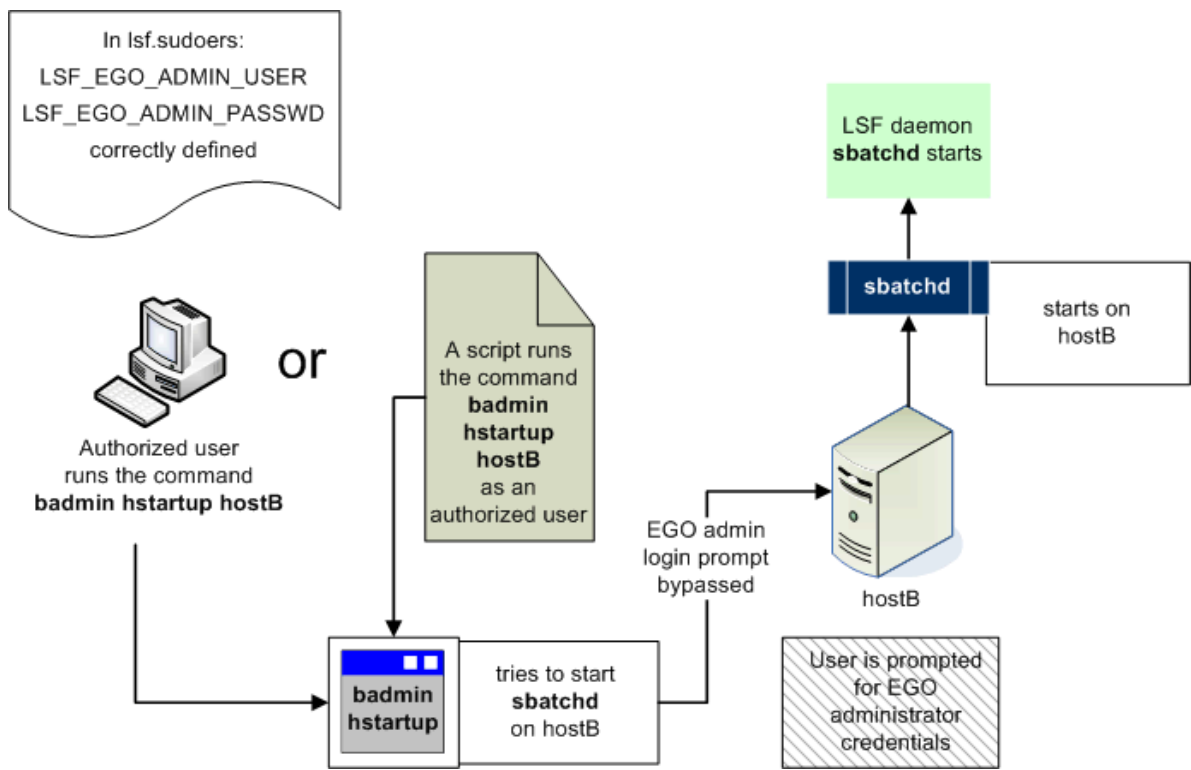 In lsf.sudoers:
LSF_EGO_ADMIN_USER
LSF_EGO_ADMIN_PASSWD
correctly defined
LSF daemon
sbatchd starts
sbatchd
starts on
hostB
or
A script runs
the command
badmin
hstartup
hostB
as an
authorized user
Authorized user
runs the command
badmin hstartup hostB
EGO admin
login prompt
bypassed
hostB
badmin
hstartup
tries to start
sbatchd
on hostB
User is prompted
for EGO
administrator
credentials